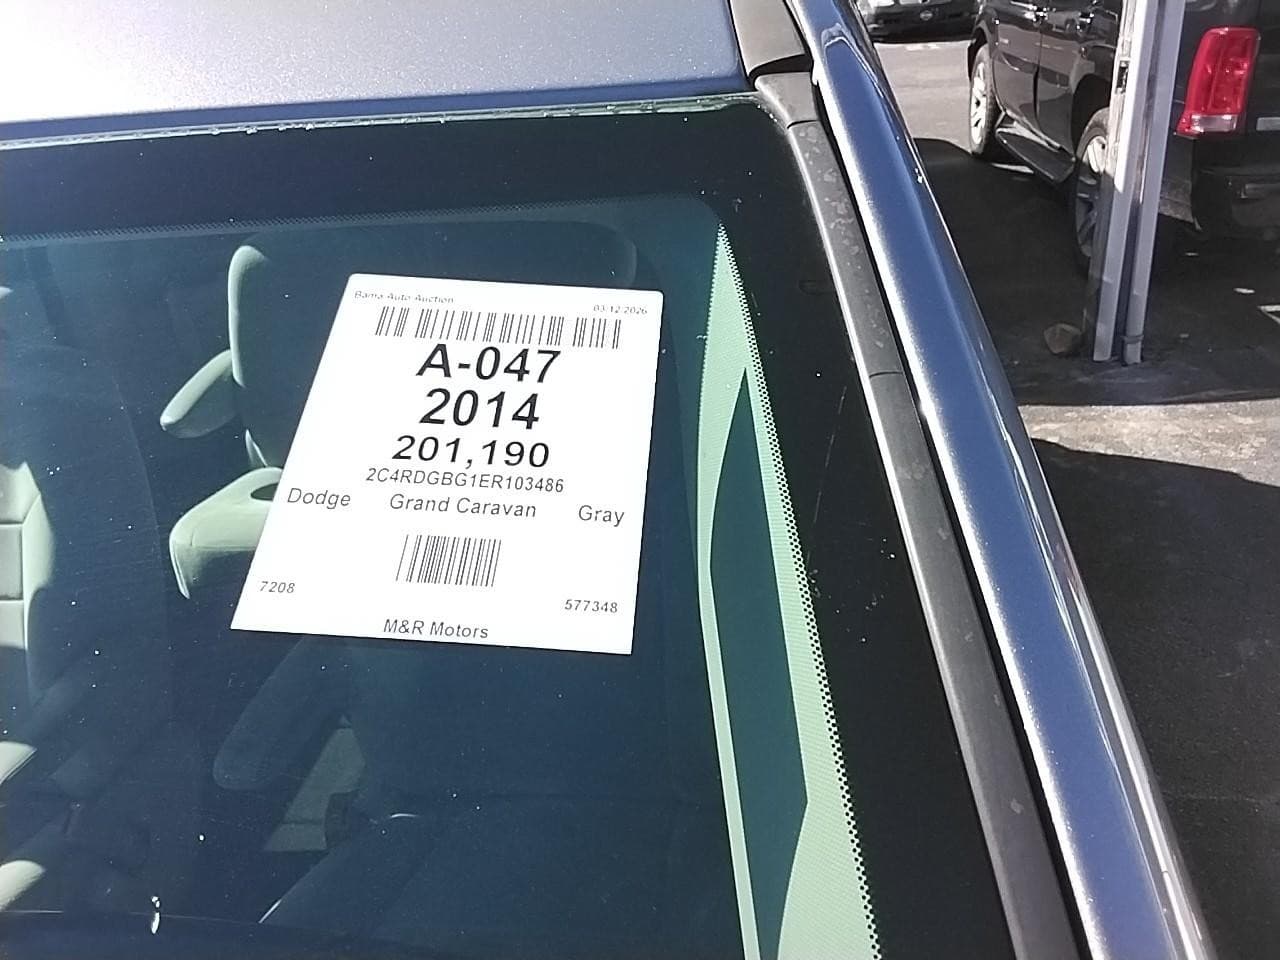 Bama Auto Auction 03.12.2026
A-047
2014
201,190
2C4RDGBG1ER103486
Dodge Grand Caravan Gray
7208 577348
M&R Motors